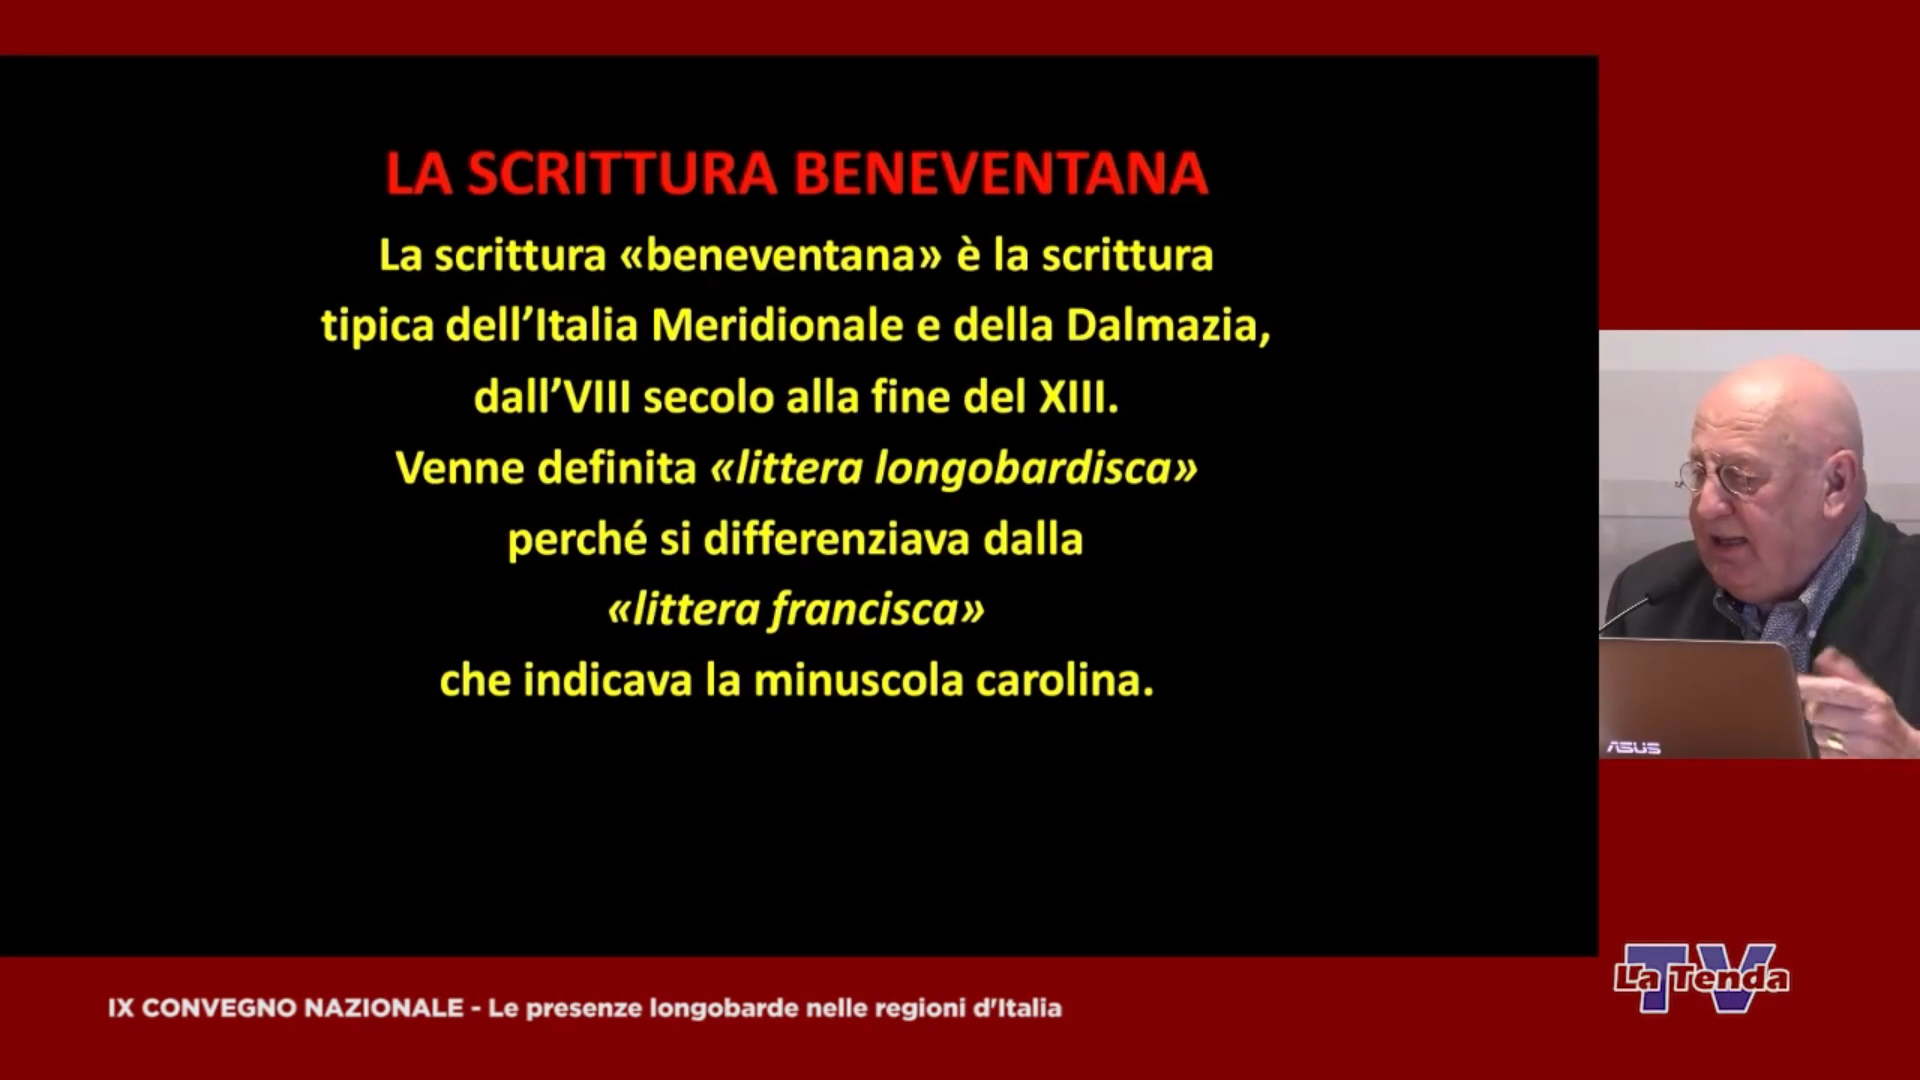 LA SCRITTURA BENEVENTANA
La scrittura «beneventana» è la scrittura
tipica dell’Italia Meridionale e della Dalmazia,
dall’VIII secolo alla fine del XIII.
Venne definita «littera longobardisca»
perché si differenziava dalla
«littera francisca»
che indicava la minuscola carolina.
ASUS
La Tenda TV
IX CONVEGNO NAZIONALE - Le presenze longobarde nelle regioni d'Italia